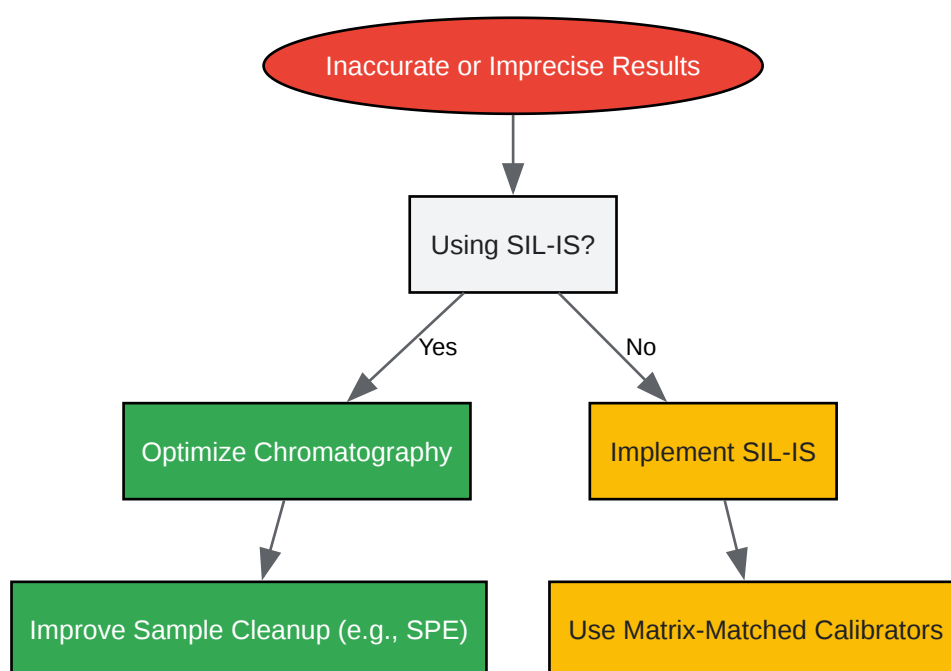 Inaccurate or Imprecise Results
Using SIL-IS?
Yes
No
Optimize Chromatography
Implement SIL-IS
Improve Sample Cleanup (e.g., SPE)
Use Matrix-Matched Calibrators